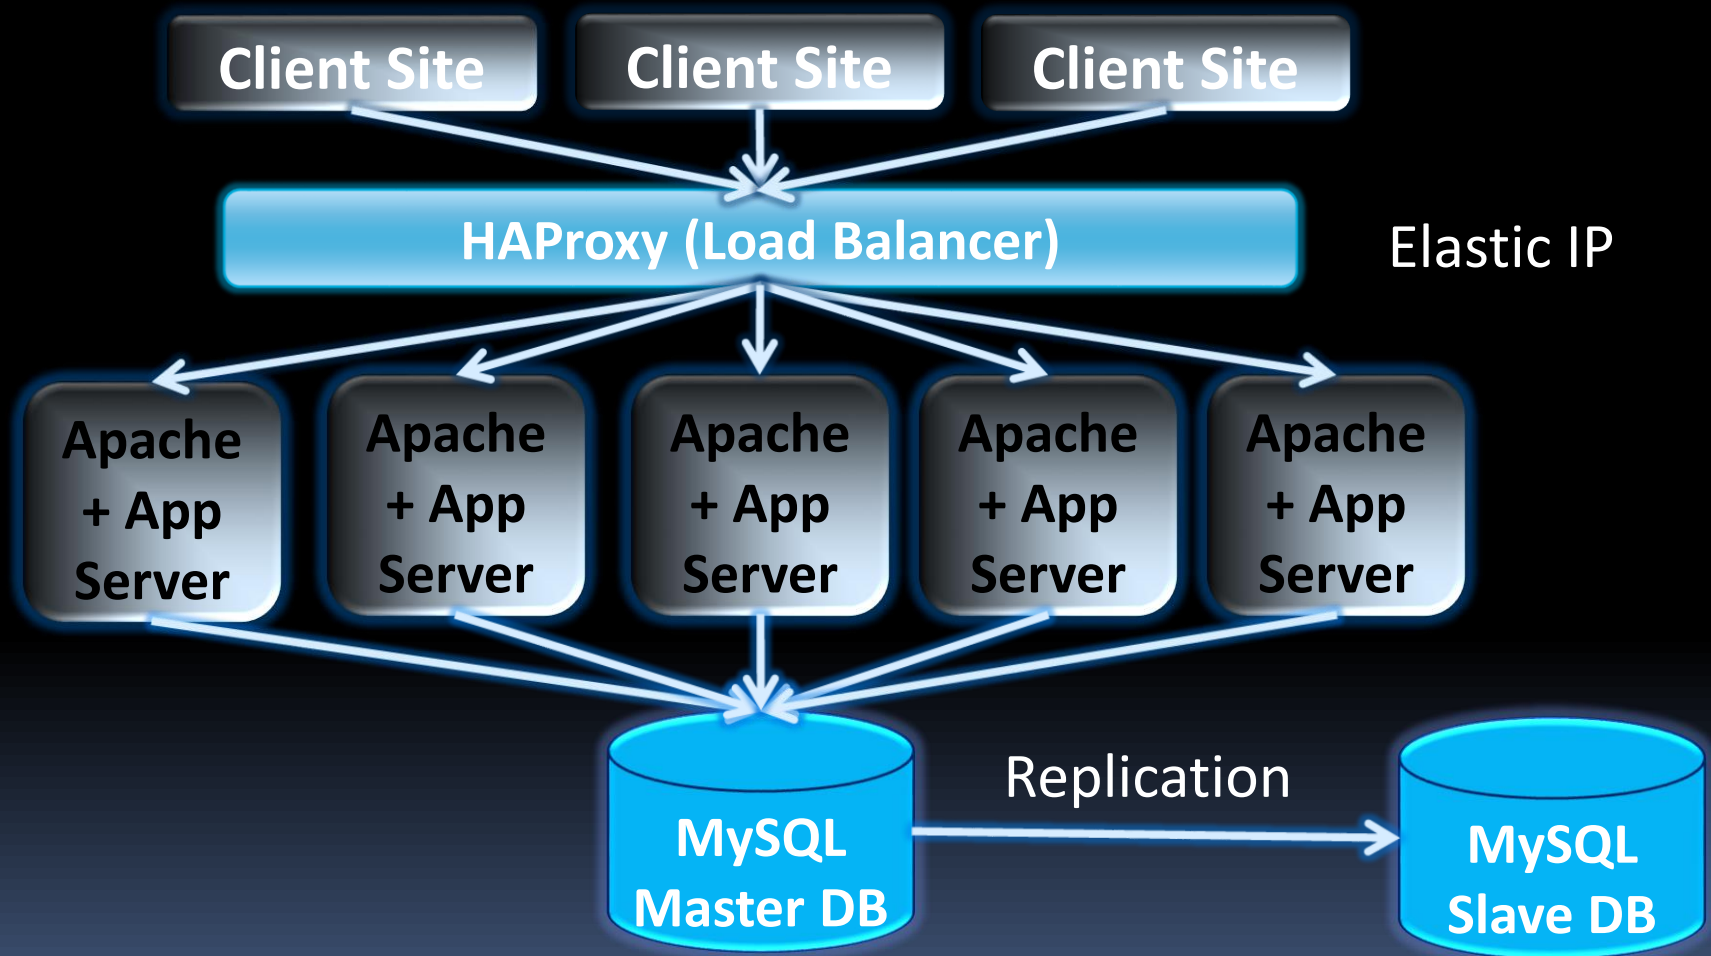 Client Site
Client Site
Client Site
HAProxy (Load Balancer)
Elastic IP
Apache
+ App
Server
Apache
+ App
Server
Apache
+ App
Server
Apache
+ App
Server
Apache
+ App
Server
Replication
MySQL
Master DB
MySQL
Slave DB